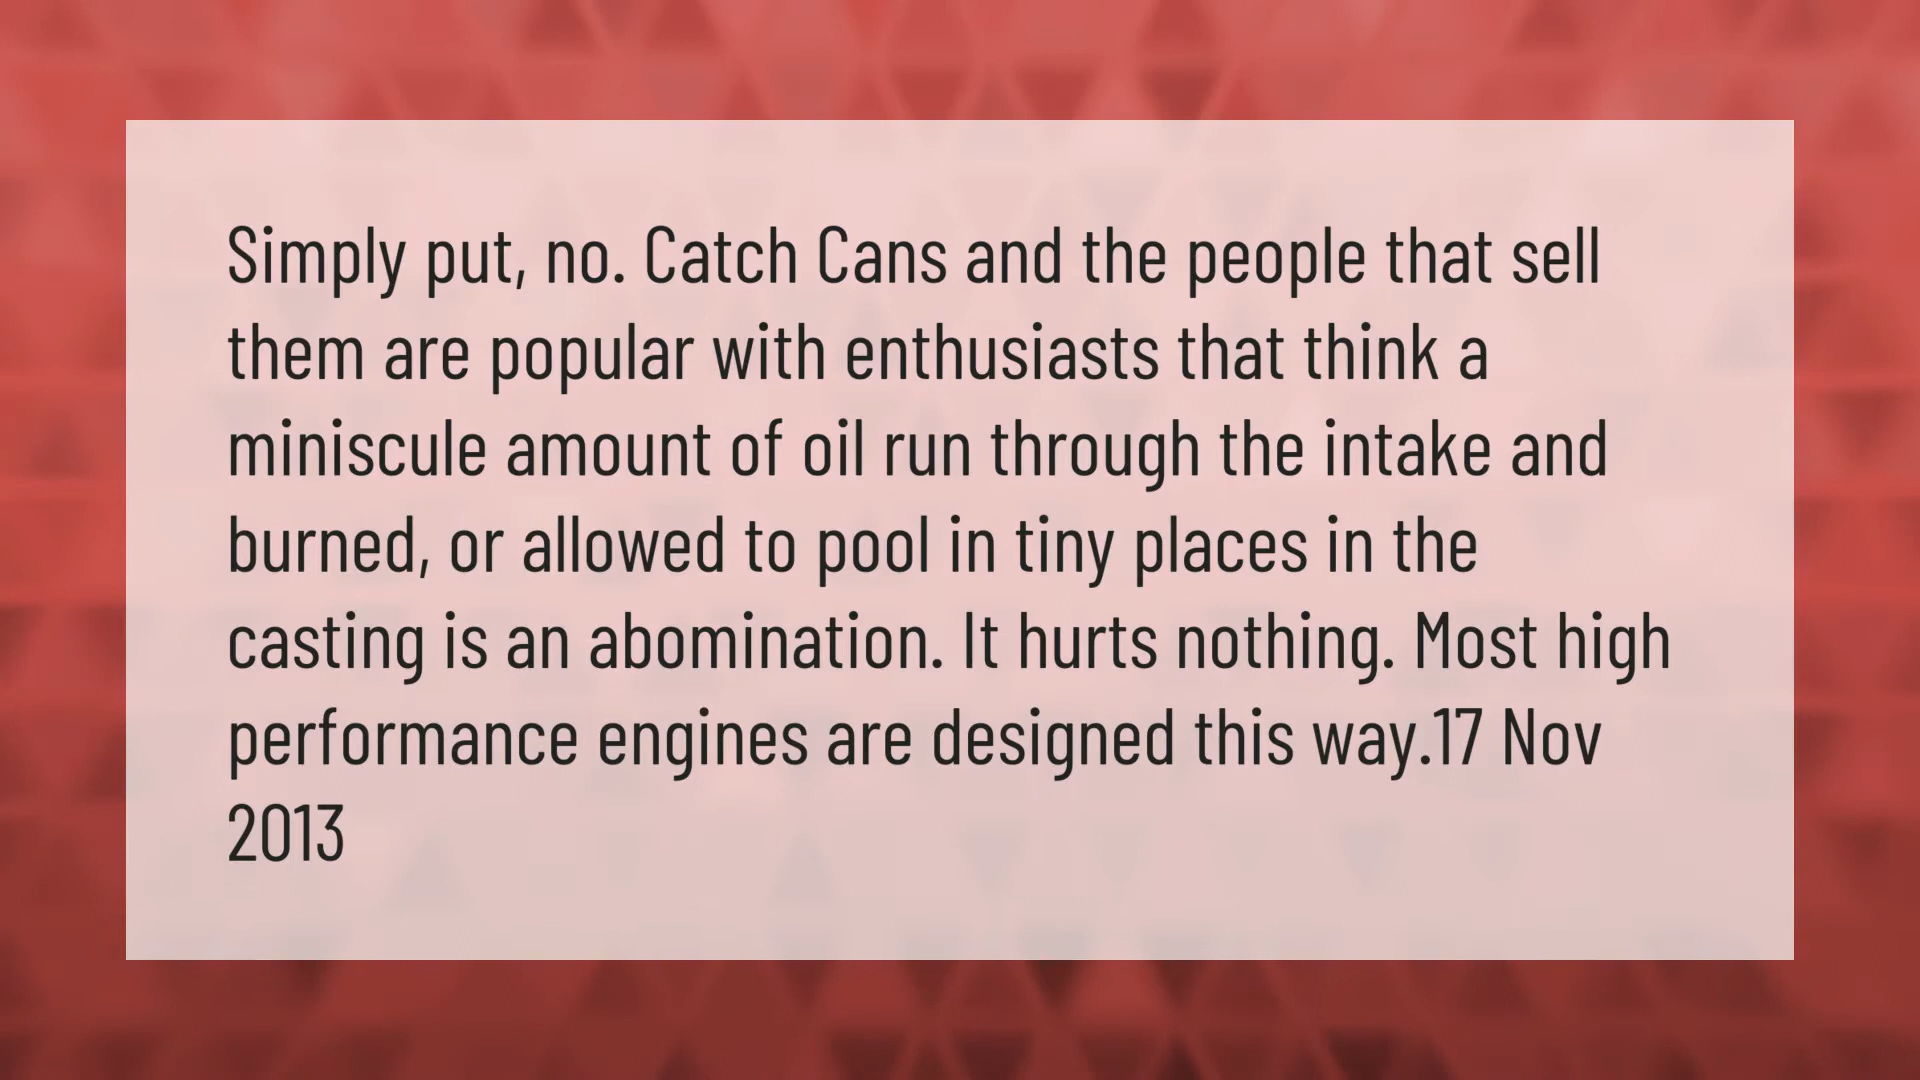 Simply put, no. Catch Cans and the people that sell
them are popular with enthusiasts that think a
miniscule amount of oil run through the intake and
burned, or allowed to pool in tiny places in the
casting is an abomination. It hurts nothing. Most high
performance engines are designed this way.17 Nov
2013